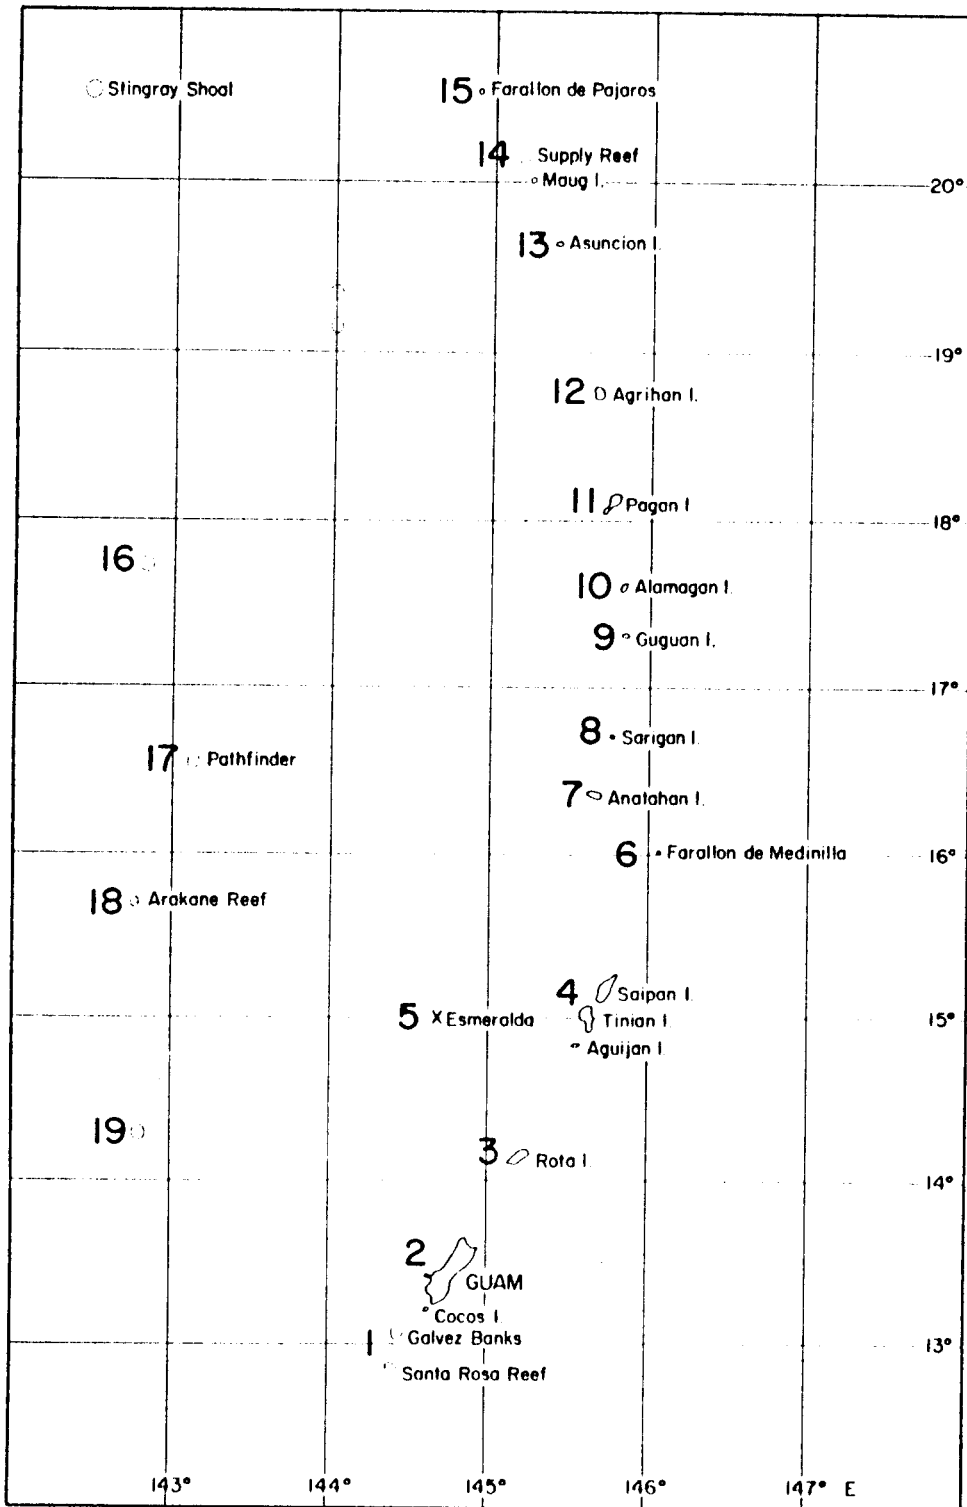 Stingray Shoal
15 Farallon de Pajaros
14 Supply Reef
Maug I.
20°
13 Asuncion I.
19°
12 Agrihan I.
11 Pagan I
18°
16
10 Alamagan I.
9 Guguan I.
17°
8 Sarigan I.
17 Pathfinder
7 Anatahan I.
6 Farallon de Medinilla
16°
18 Arakane Reef
4 Saipan I.
5 X Esmeralda
Tinian I.
15°
Aguijan I.
19
3 Rota I.
14°
2
GUAM
Cocos I.
1 Galvez Banks
13°
Santa Rosa Reef
143° 144° 145° 146° 147° E